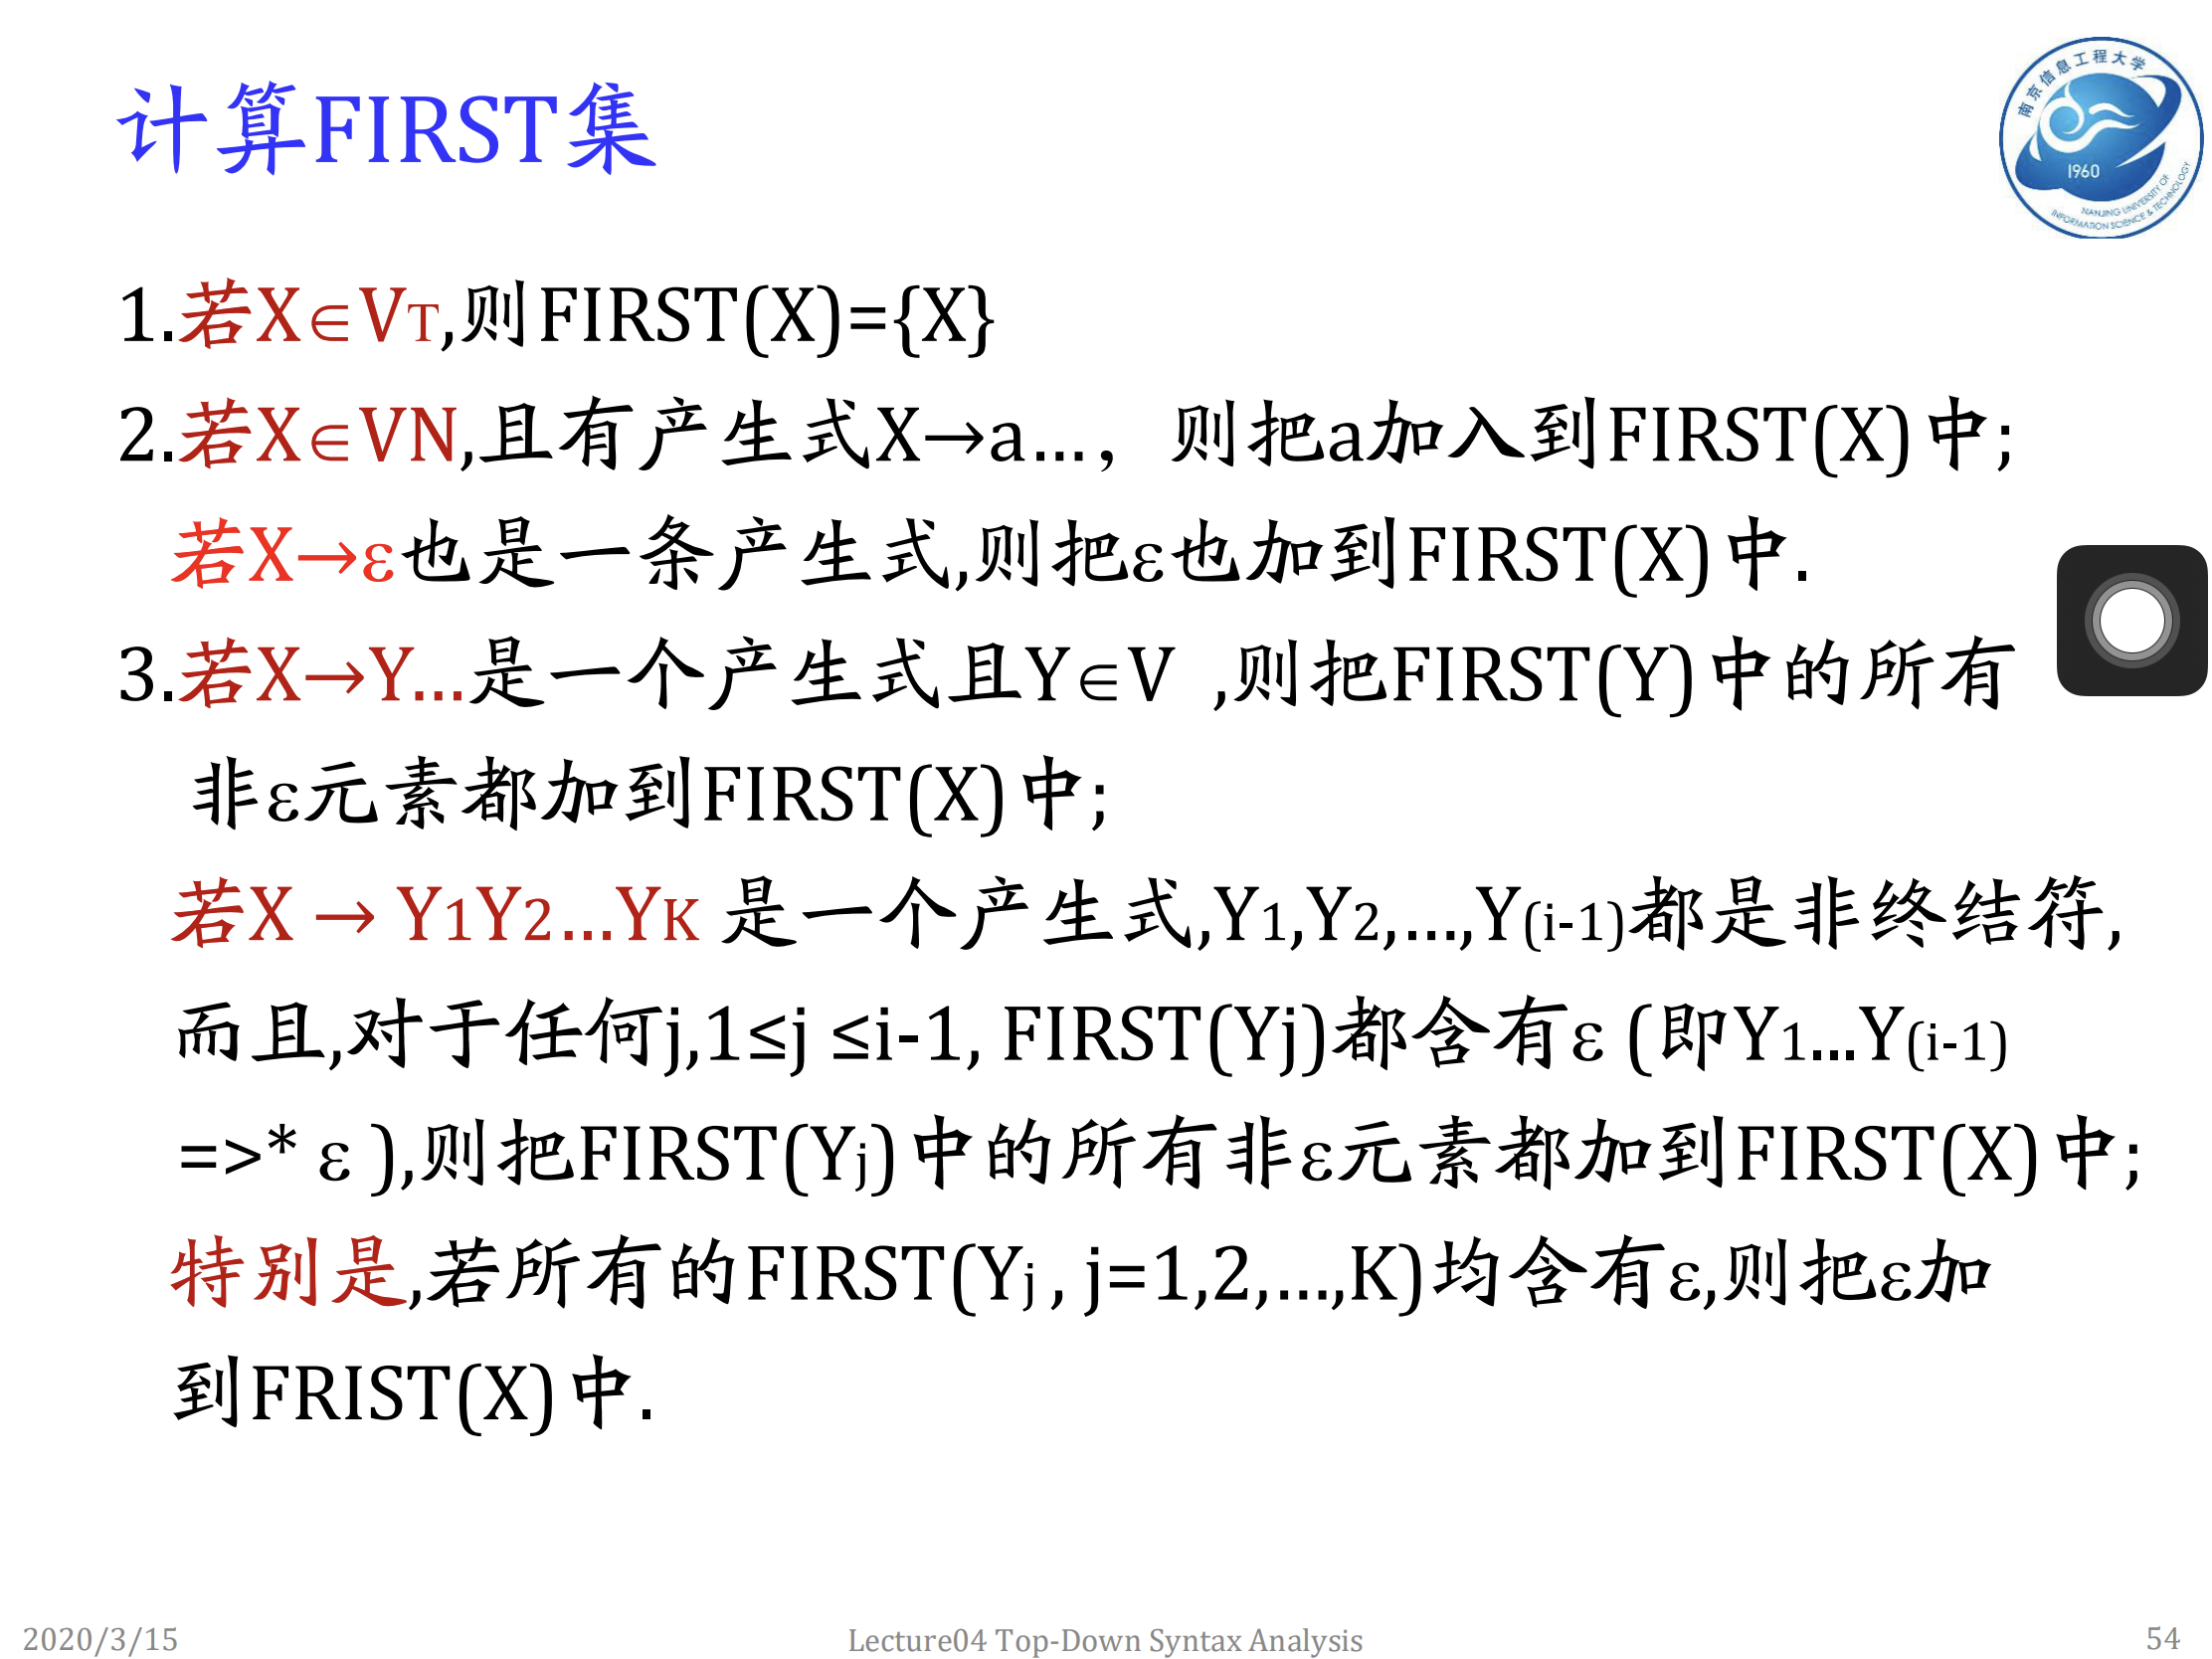 计算FIRST集
南京信息工程大学
1960
NANJING UNIVERSITY OF
INFORMATION SCIENCE & TECHNOLOGY
1.若X∈VT,则FIRST(X)={X}
2.若X∈VN,且有产生式X→a…，则把a加入到FIRST(X)中;
若X→ε也是一条产生式,则把ε也加到FIRST(X)中.
3.若X→Y…是一个产生式且Y∈V ,则把FIRST(Y)中的所有
非ε元素都加到FIRST(X)中;
若X → Y1Y2…YK 是一个产生式,Y1,Y2,…,Y(i-1)都是非终结符,
而且,对于任何j,1≤j ≤i-1, FIRST(Yj)都含有ε (即Y1…Y(i-1)
=>* ε ),则把FIRST(Yj)中的所有非ε元素都加到FIRST(X)中;
特别是,若所有的FIRST(Yj , j=1,2,…,K)均含有ε,则把ε加
到FRIST(X)中.
2020/3/15
Lecture04 Top-Down Syntax Analysis
54